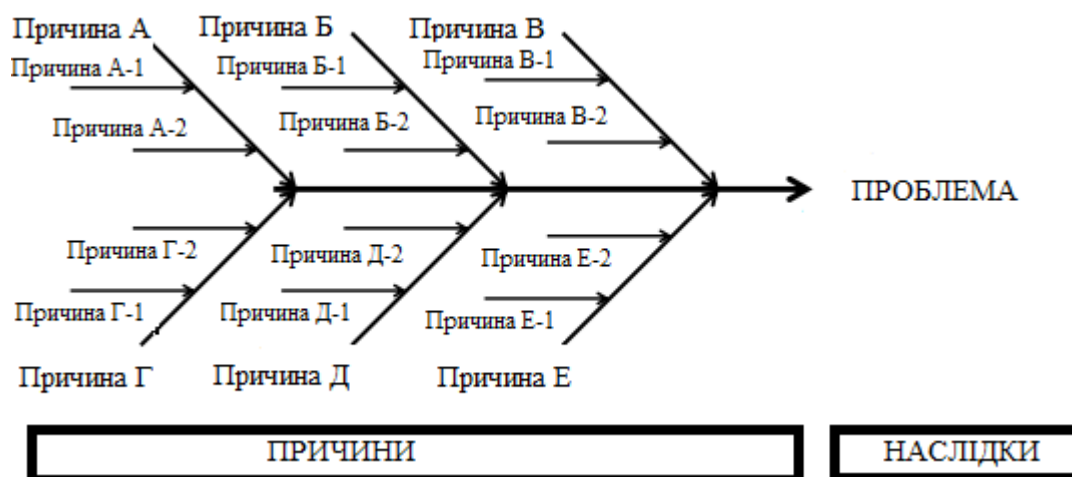 Причина А
Причина Б
Причина В
Причина А-1
Причина Б-1
Причина В-1
Причина А-2
Причина Б-2
Причина В-2
ПРОБЛЕМА
Причина Г-2
Причина Д-2
Причина Е-2
Причина Г-1
Причина Д-1
Причина Е-1
Причина Г
Причина Д
Причина Е
ПРИЧИНИ
НАСЛІДКИ